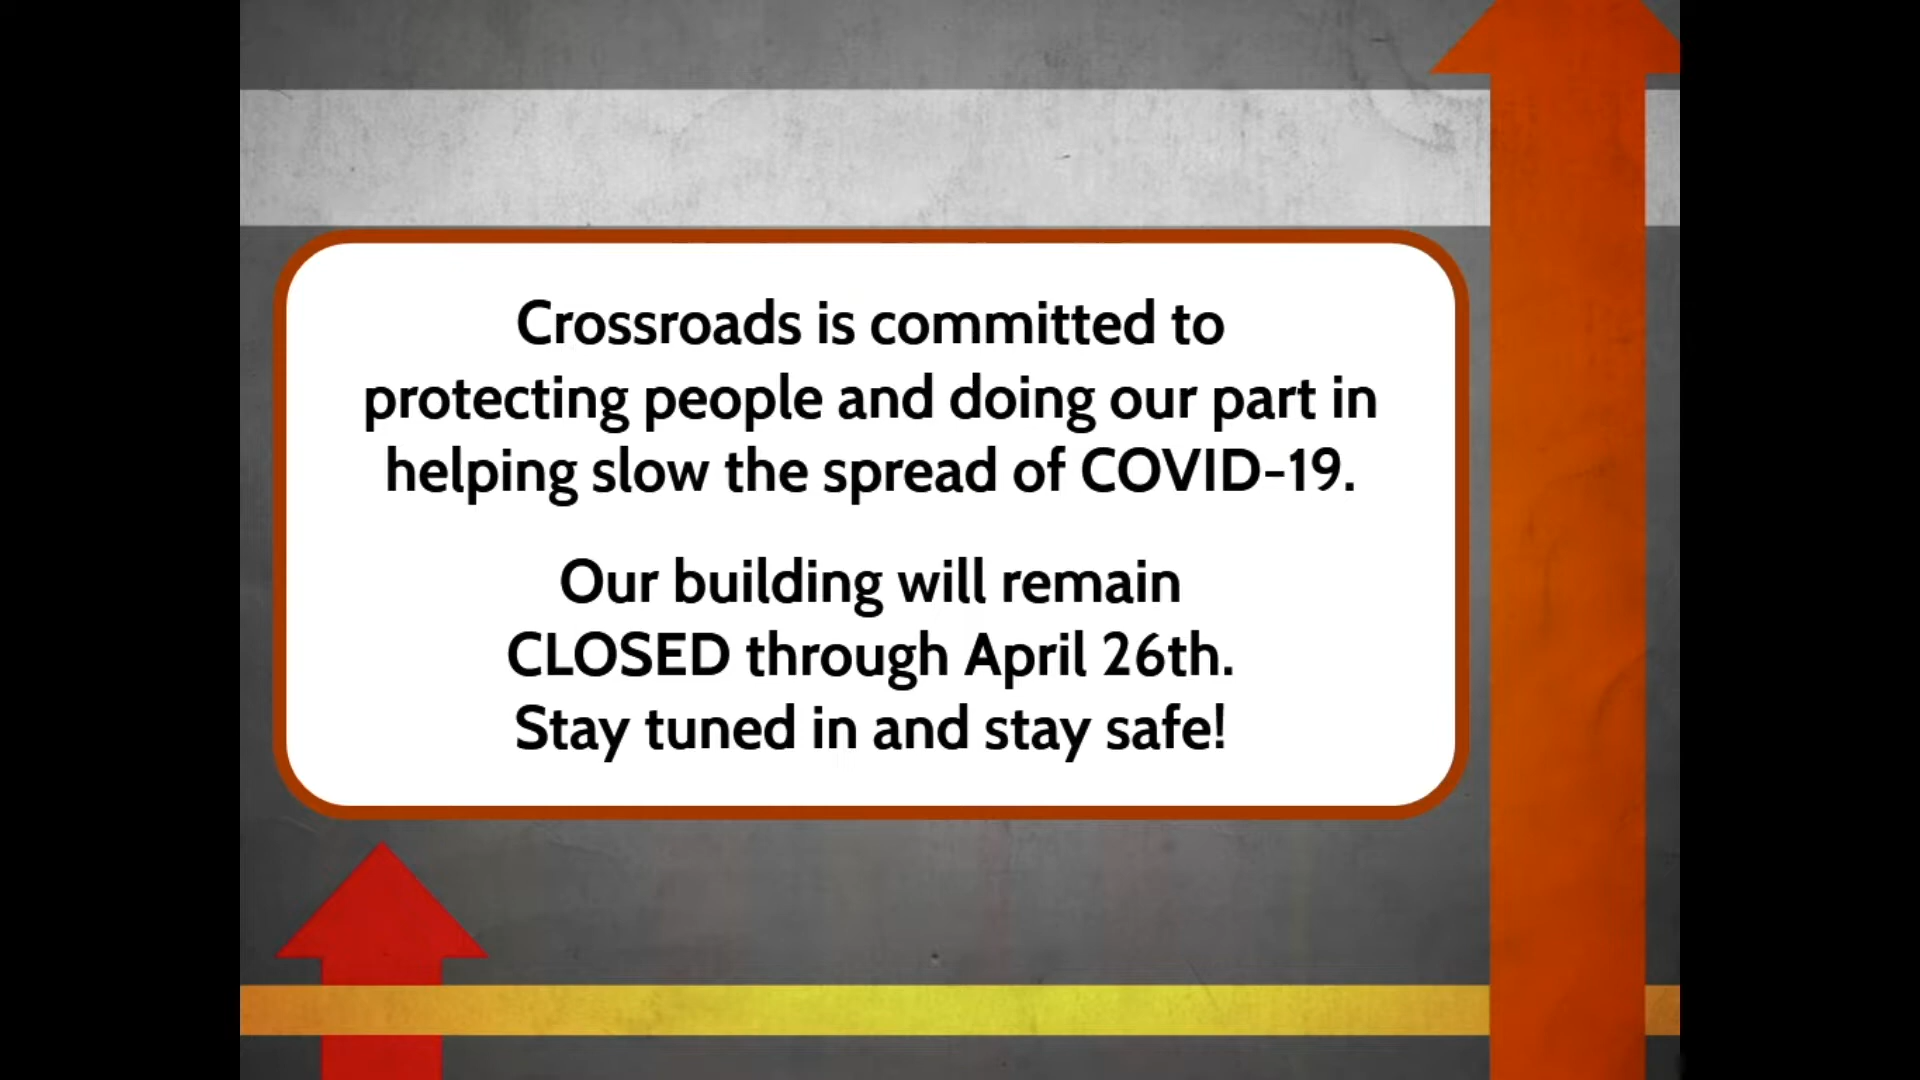 Crossroads is committed to
protecting people and doing our part in
helping slow the spread of COVID-19.
Our building will remain
CLOSED through April 26th.
Stay tuned in and stay safe!